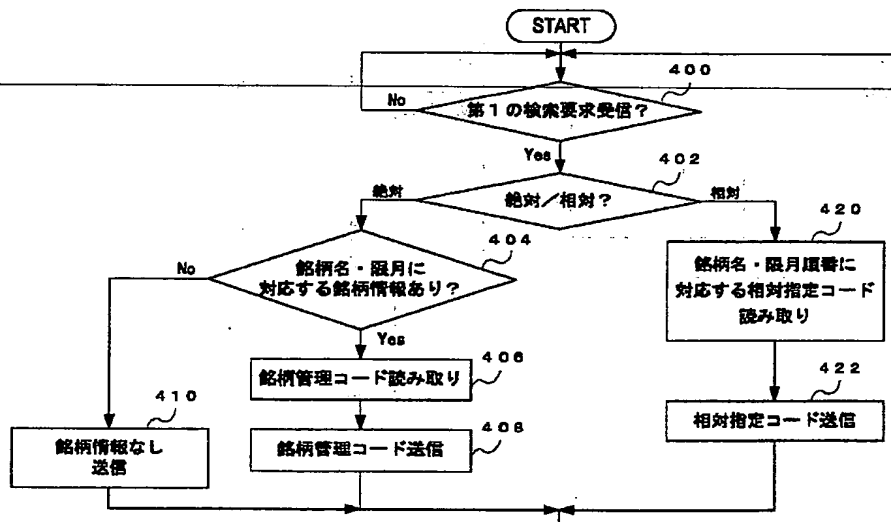 START
400
No
第1の検索要求受信?
Yes
402
絶対
絶対/相対?
相対
420
404
No
銘柄名・限月に
対応する銘柄情報あり?
銘柄名・限月順番に
対応する相対指定コード
読み取り
Yes
406
銘柄管理コード読み取り
410
422
408
銘柄情報なし
送信
銘柄管理コード送信
相対指定コード送信